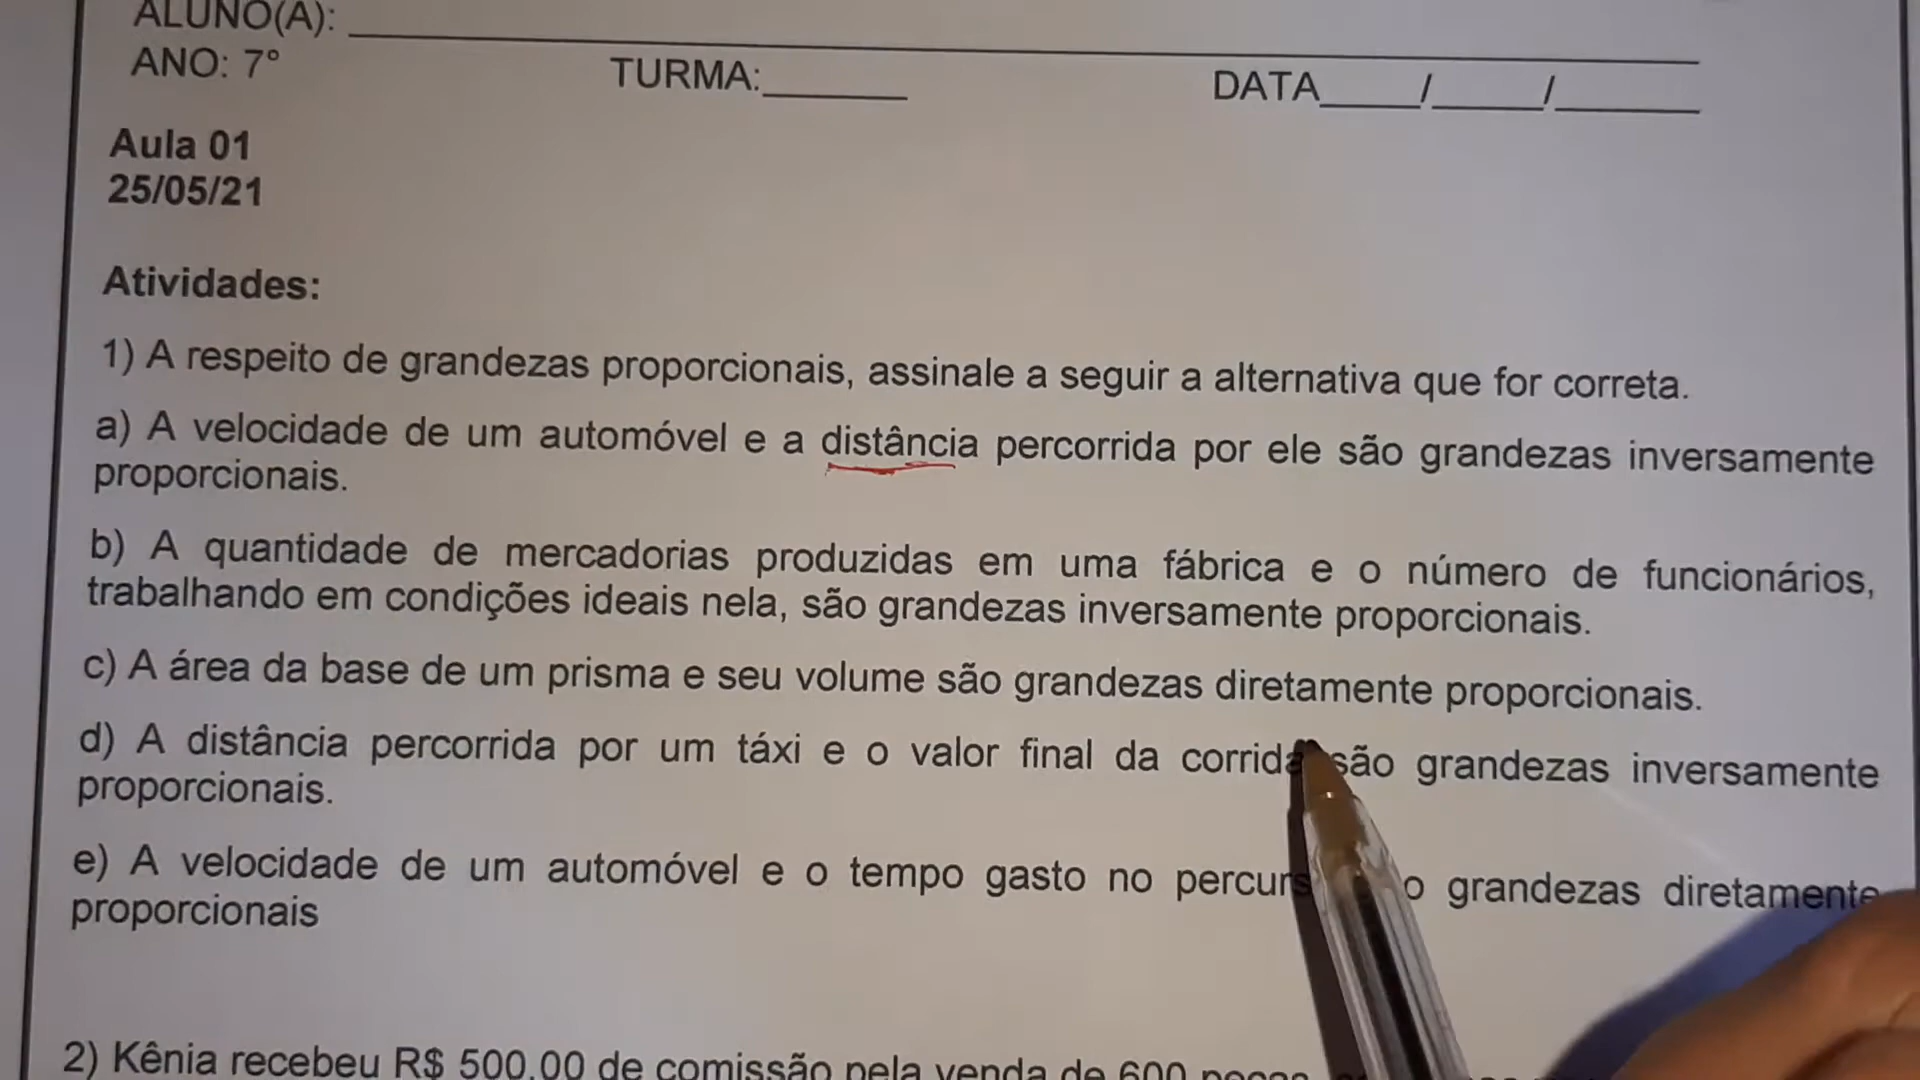 ALUNO(A):
ANO: 7° TURMA: DATA / /
Aula 01
25/05/21
Atividades:
1) A respeito de grandezas proporcionais, assinale a seguir a alternativa que for correta.
a) A velocidade de um automóvel e a distância percorrida por ele são grandezas inversamente
proporcionais.
b) A quantidade de mercadorias produzidas em uma fábrica e o número de funcionários,
trabalhando em condições ideais nela, são grandezas inversamente proporcionais.
c) A área da base de um prisma e seu volume são grandezas diretamente proporcionais.
d) A distância percorrida por um táxi e o valor final da corrida são grandezas inversamente
proporcionais.
e) A velocidade de um automóvel e o tempo gasto no grandezas diretamente
proporcionais
2) Kênia recebeu R$ 500,00 de comissão pela venda de 600